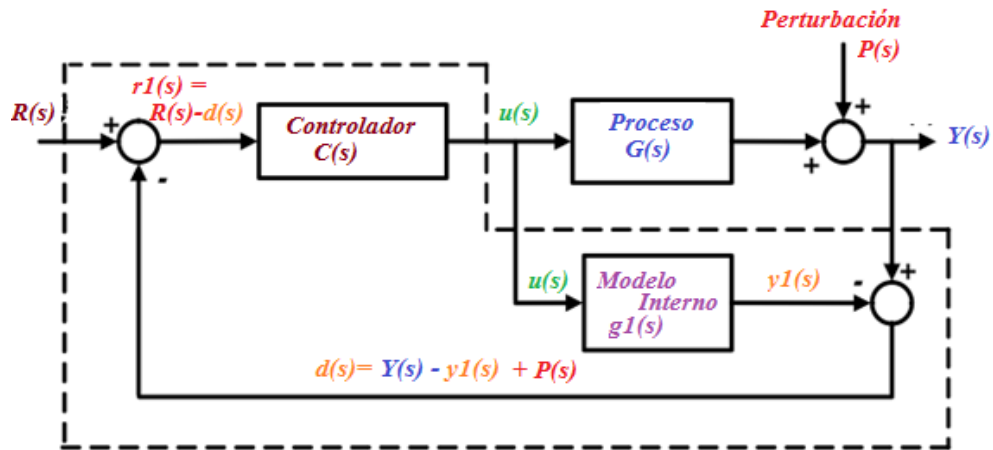 Perturbación
P(s)
r1(s) =
R(s)-d(s)
R(s)
+
-
Controlador
C(s)
u(s)
Proceso
G(s)
+
+
Y(s)
u(s)
Modelo
Interno
g1(s)
y1(s)
-
+
d(s)= Y(s) - y1(s) + P(s)